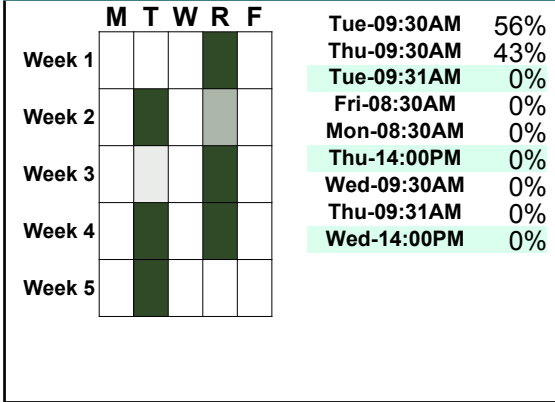 M T W R F
Week 1
Week 2
Week 3
Week 4
Week 5
Tue-09:30AM 56%
Thu-09:30AM 43%
Tue-09:31AM 0%
Fri-08:30AM 0%
Mon-08:30AM 0%
Thu-14:00PM 0%
Wed-09:30AM 0%
Thu-09:31AM 0%
Wed-14:00PM 0%